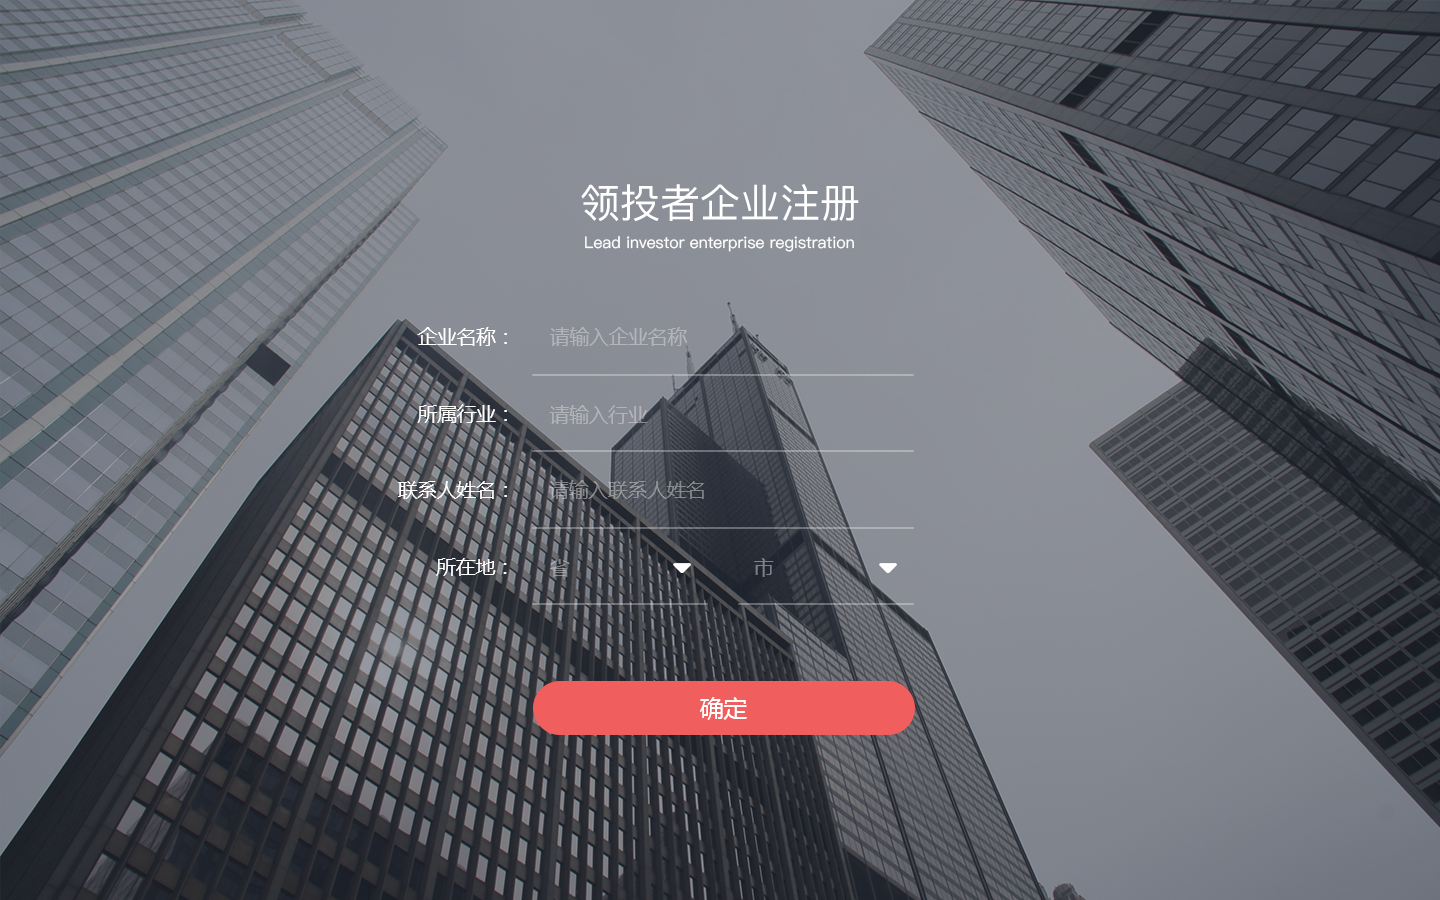 领投者企业注册
Lead investor enterprise registration
企业名称： 请输入企业名称
所属行业： 请输入行业
联系人姓名： 请输入联系人姓名
所在地： 省 市
确定